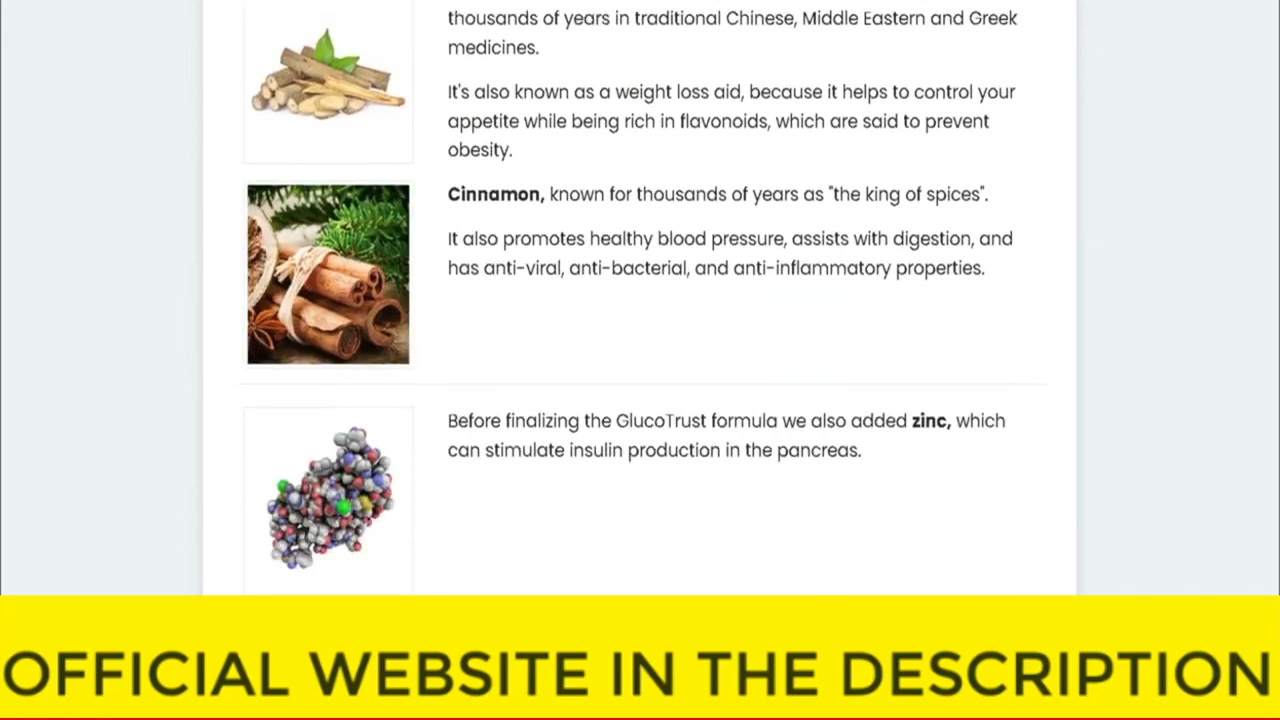 thousands of years in traditional Chinese, Middle Eastern and Greek
medicines.
It's also known as a weight loss aid, because it helps to control your
appetite while being rich in flavonoids, which are said to prevent
obesity.
Cinnamon, known for thousands of years as "the king of spices".
It also promotes healthy blood pressure, assists with digestion, and
has anti-viral, anti-bacterial, and anti-inflammatory properties.
Before finalizing the GlucoTrust formula we also added zinc, which
can stimulate insulin production in the pancreas.
OFFICIAL WEBSITE IN THE DESCRIPTION